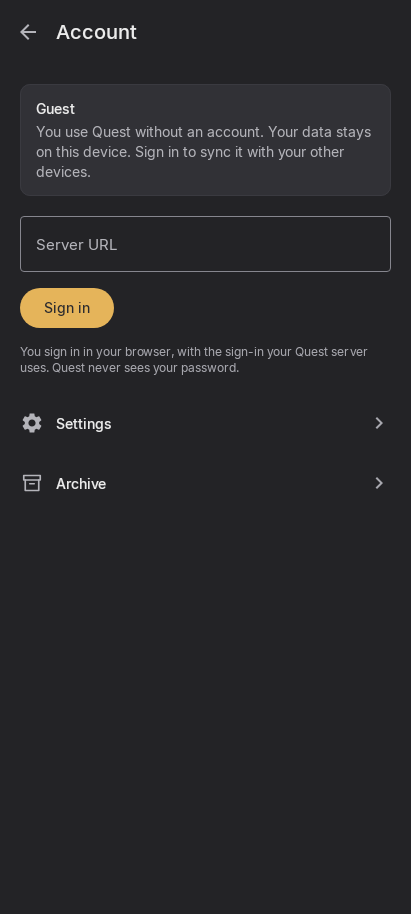 Account
Guest
You use Quest without an account. Your data stays
on this device. Sign in to sync it with your other
devices.
Server URL
Sign in
You sign in in your browser, with the sign-in your Quest server
uses. Quest never sees your password.
Settings
Archive